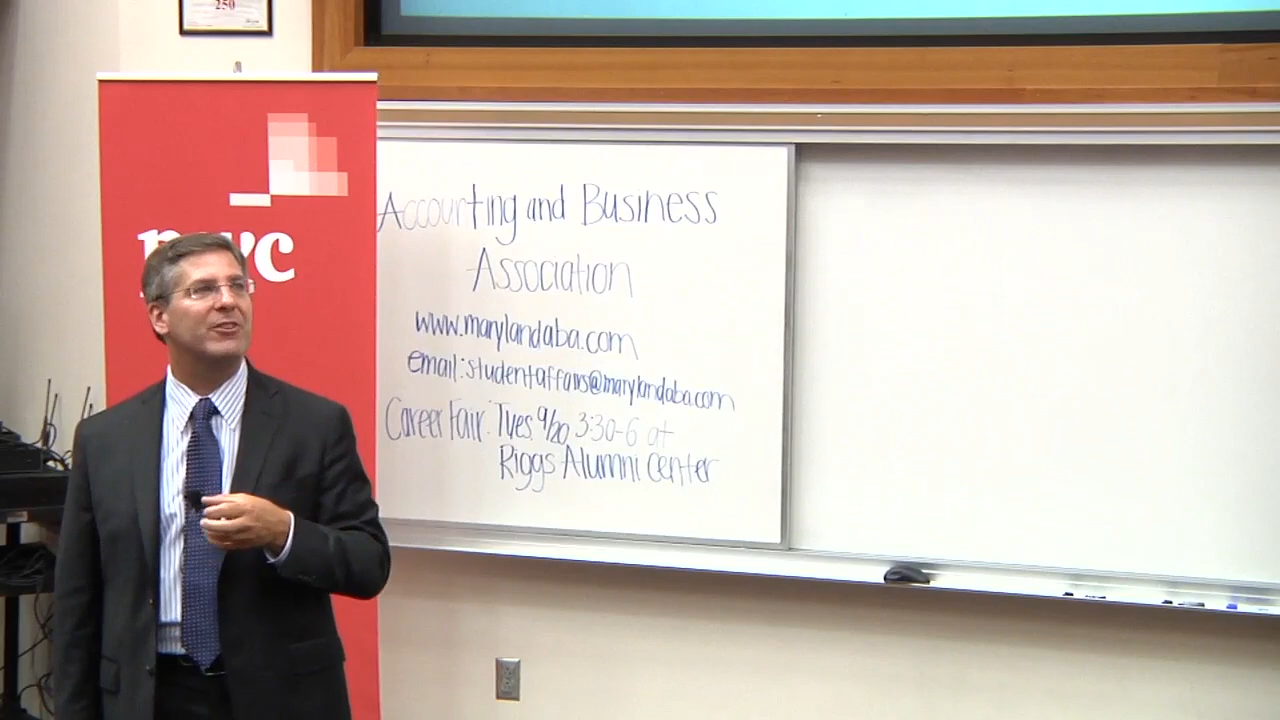 250
pwc
Accounting and Business
Association
www.marylandaba.com
email:studentaffairs@marylandaba.com
Career Fair: Tues. 9/20 3:30-6 at
Riggs Alumni Center